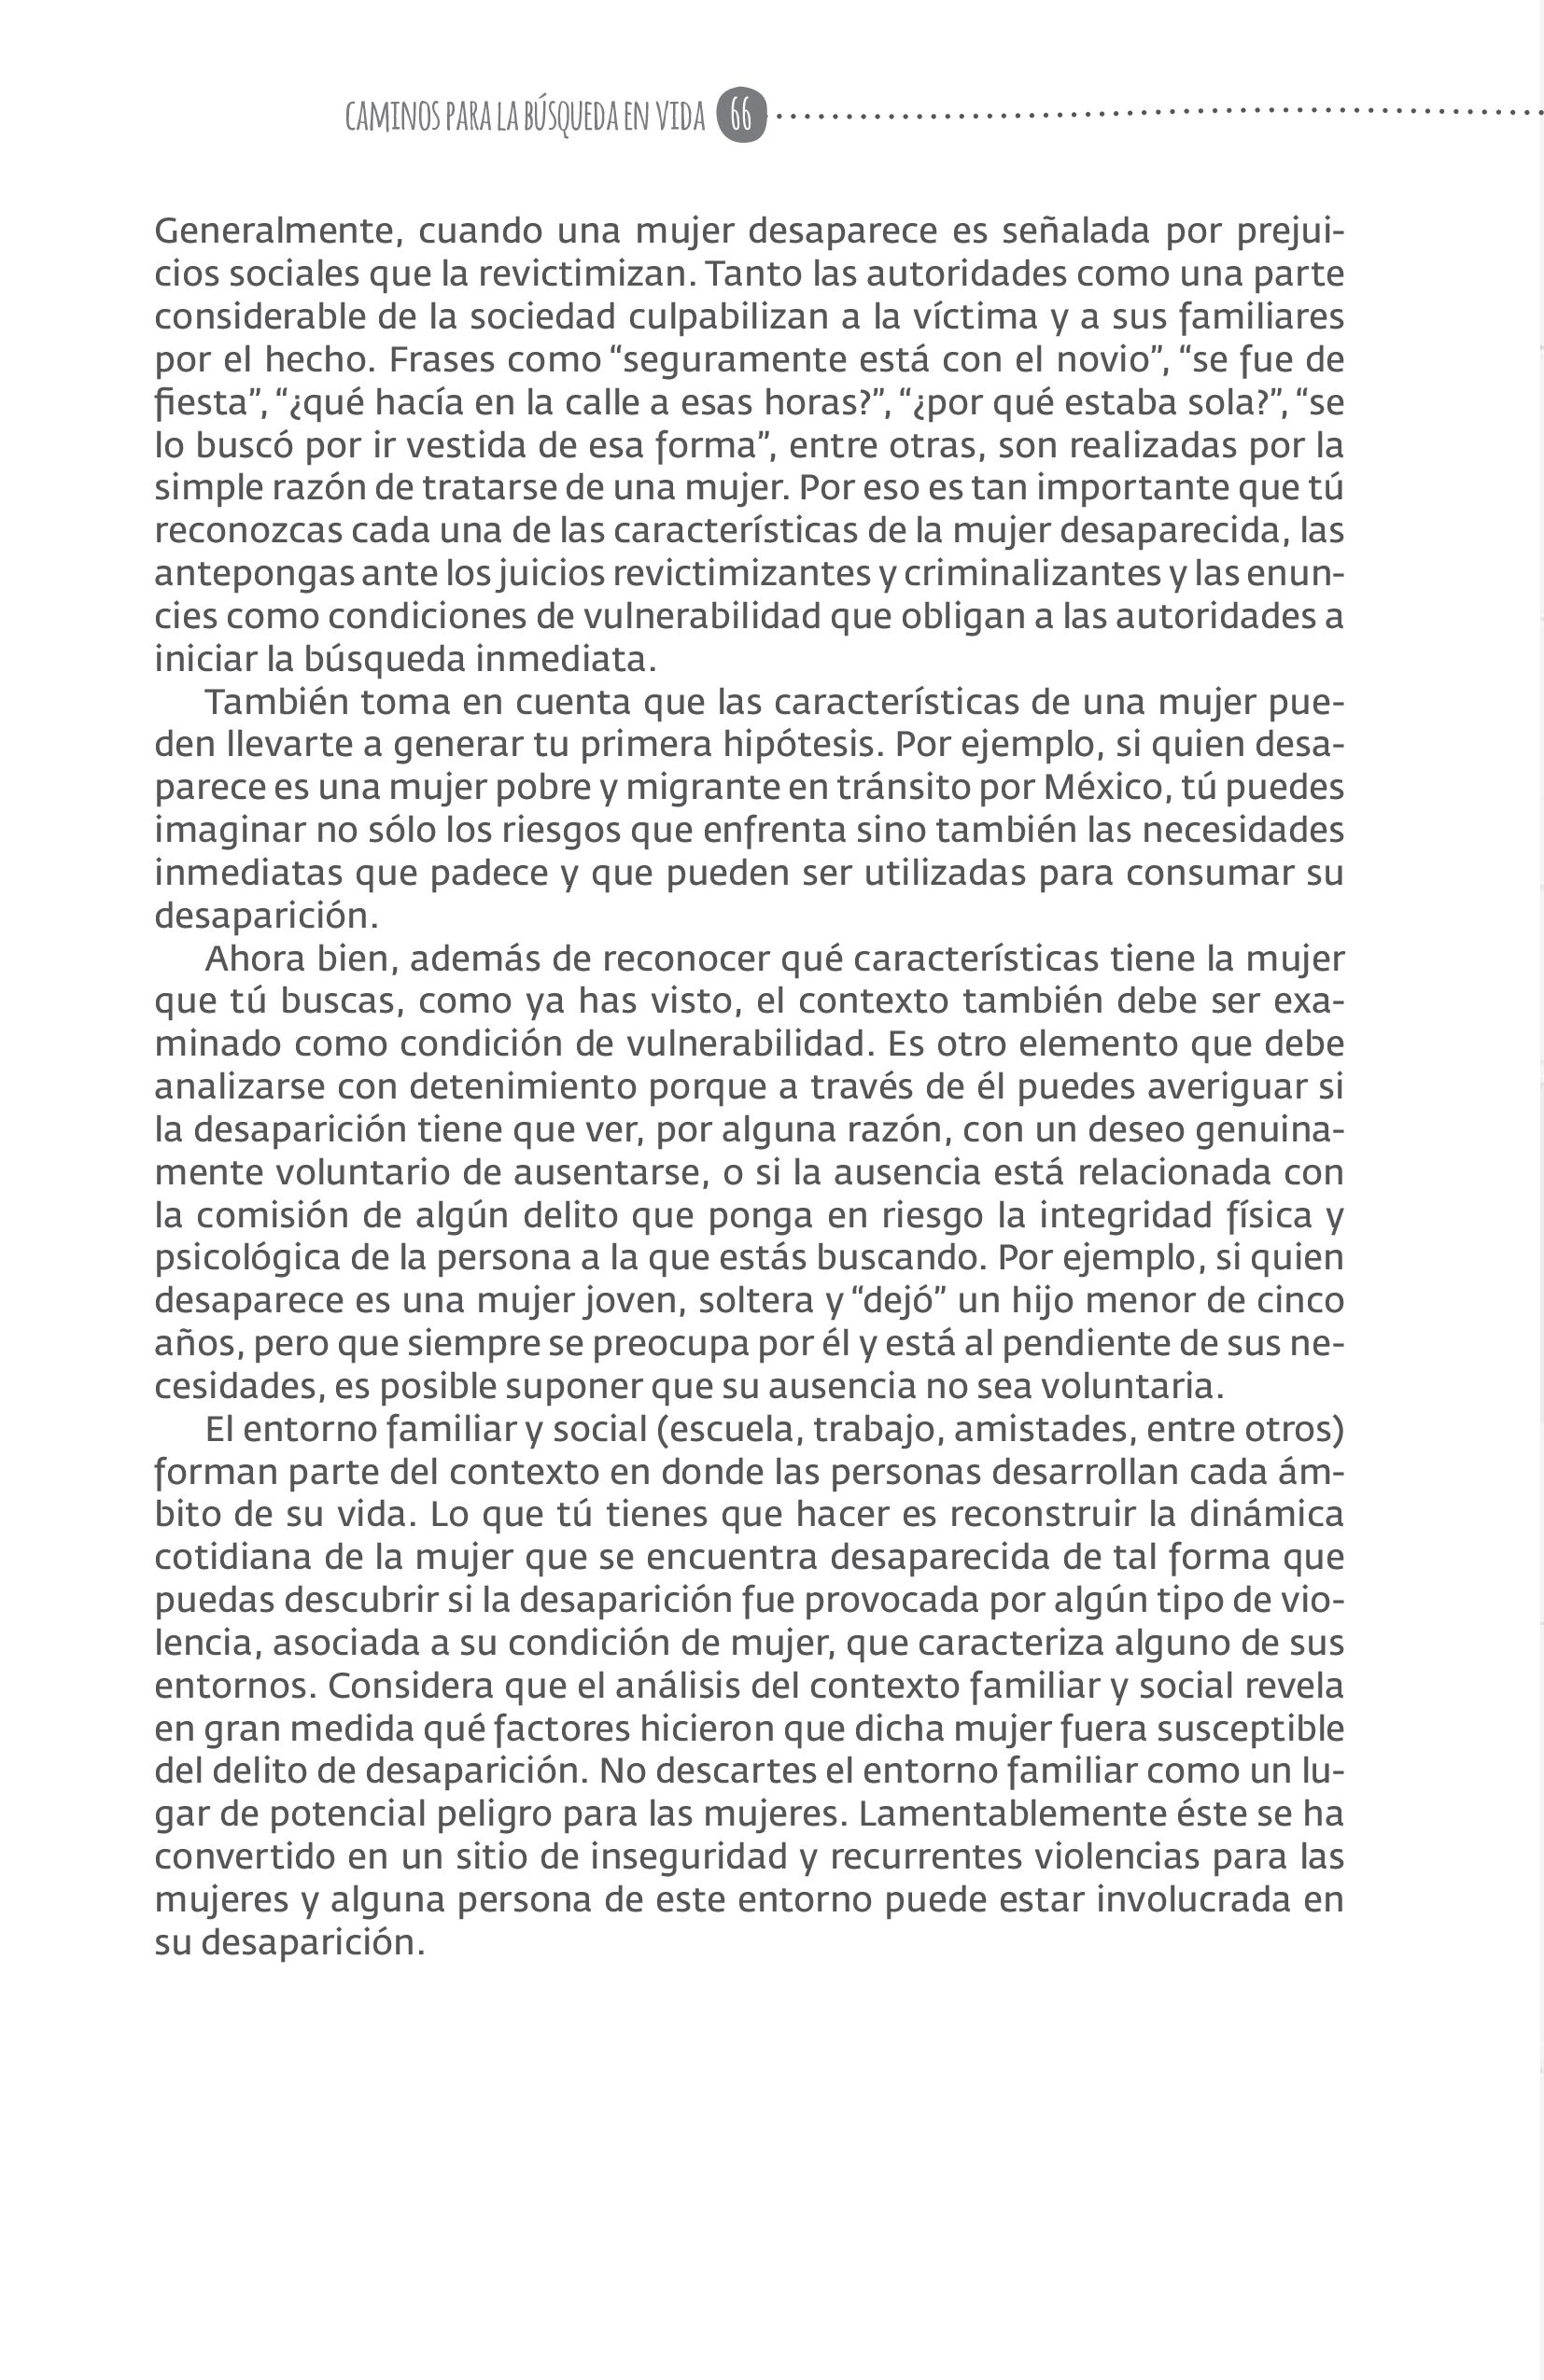 CAMINOS PARA LA BÚSQUEDA EN VIDA 66
Generalmente, cuando una mujer desaparece es señalada por prejui-
cios sociales que la revictimizan. Tanto las autoridades como una parte
considerable de la sociedad culpabilizan a la víctima y a sus familiares
por el hecho. Frases como “seguramente está con el novio”, “se fue de
fiesta”, “¿qué hacía en la calle a esas horas?”, “¿por qué estaba sola?”, “se
lo buscó por ir vestida de esa forma”, entre otras, son realizadas por la
simple razón de tratarse de una mujer. Por eso es tan importante que tú
reconozcas cada una de las características de la mujer desaparecida, las
antepongas ante los juicios revictimizantes y criminalizantes y las enun-
cies como condiciones de vulnerabilidad que obligan a las autoridades a
iniciar la búsqueda inmediata.
También toma en cuenta que las características de una mujer pue-
den llevarte a generar tu primera hipótesis. Por ejemplo, si quien desa-
parece es una mujer pobre y migrante en tránsito por México, tú puedes
imaginar no sólo los riesgos que enfrenta sino también las necesidades
inmediatas que padece y que pueden ser utilizadas para consumar su
desaparición.
Ahora bien, además de reconocer qué características tiene la mujer
que tú buscas, como ya has visto, el contexto también debe ser exa-
minado como condición de vulnerabilidad. Es otro elemento que debe
analizarse con detenimiento porque a través de él puedes averiguar si
la desaparición tiene que ver, por alguna razón, con un deseo genuina-
mente voluntario de ausentarse, o si la ausencia está relacionada con
la comisión de algún delito que ponga en riesgo la integridad física y
psicológica de la persona a la que estás buscando. Por ejemplo, si quien
desaparece es una mujer joven, soltera y “dejó” un hijo menor de cinco
años, pero que siempre se preocupa por él y está al pendiente de sus ne-
cesidades, es posible suponer que su ausencia no sea voluntaria.
El entorno familiar y social (escuela, trabajo, amistades, entre otros)
forman parte del contexto en donde las personas desarrollan cada ám-
bito de su vida. Lo que tú tienes que hacer es reconstruir la dinámica
cotidiana de la mujer que se encuentra desaparecida de tal forma que
puedas descubrir si la desaparición fue provocada por algún tipo de vio-
lencia, asociada a su condición de mujer, que caracteriza alguno de sus
entornos. Considera que el análisis del contexto familiar y social revela
en gran medida qué factores hicieron que dicha mujer fuera susceptible
del delito de desaparición. No descartes el entorno familiar como un lu-
gar de potencial peligro para las mujeres. Lamentablemente éste se ha
convertido en un sitio de inseguridad y recurrentes violencias para las
mujeres y alguna persona de este entorno puede estar involucrada en
su desaparición.